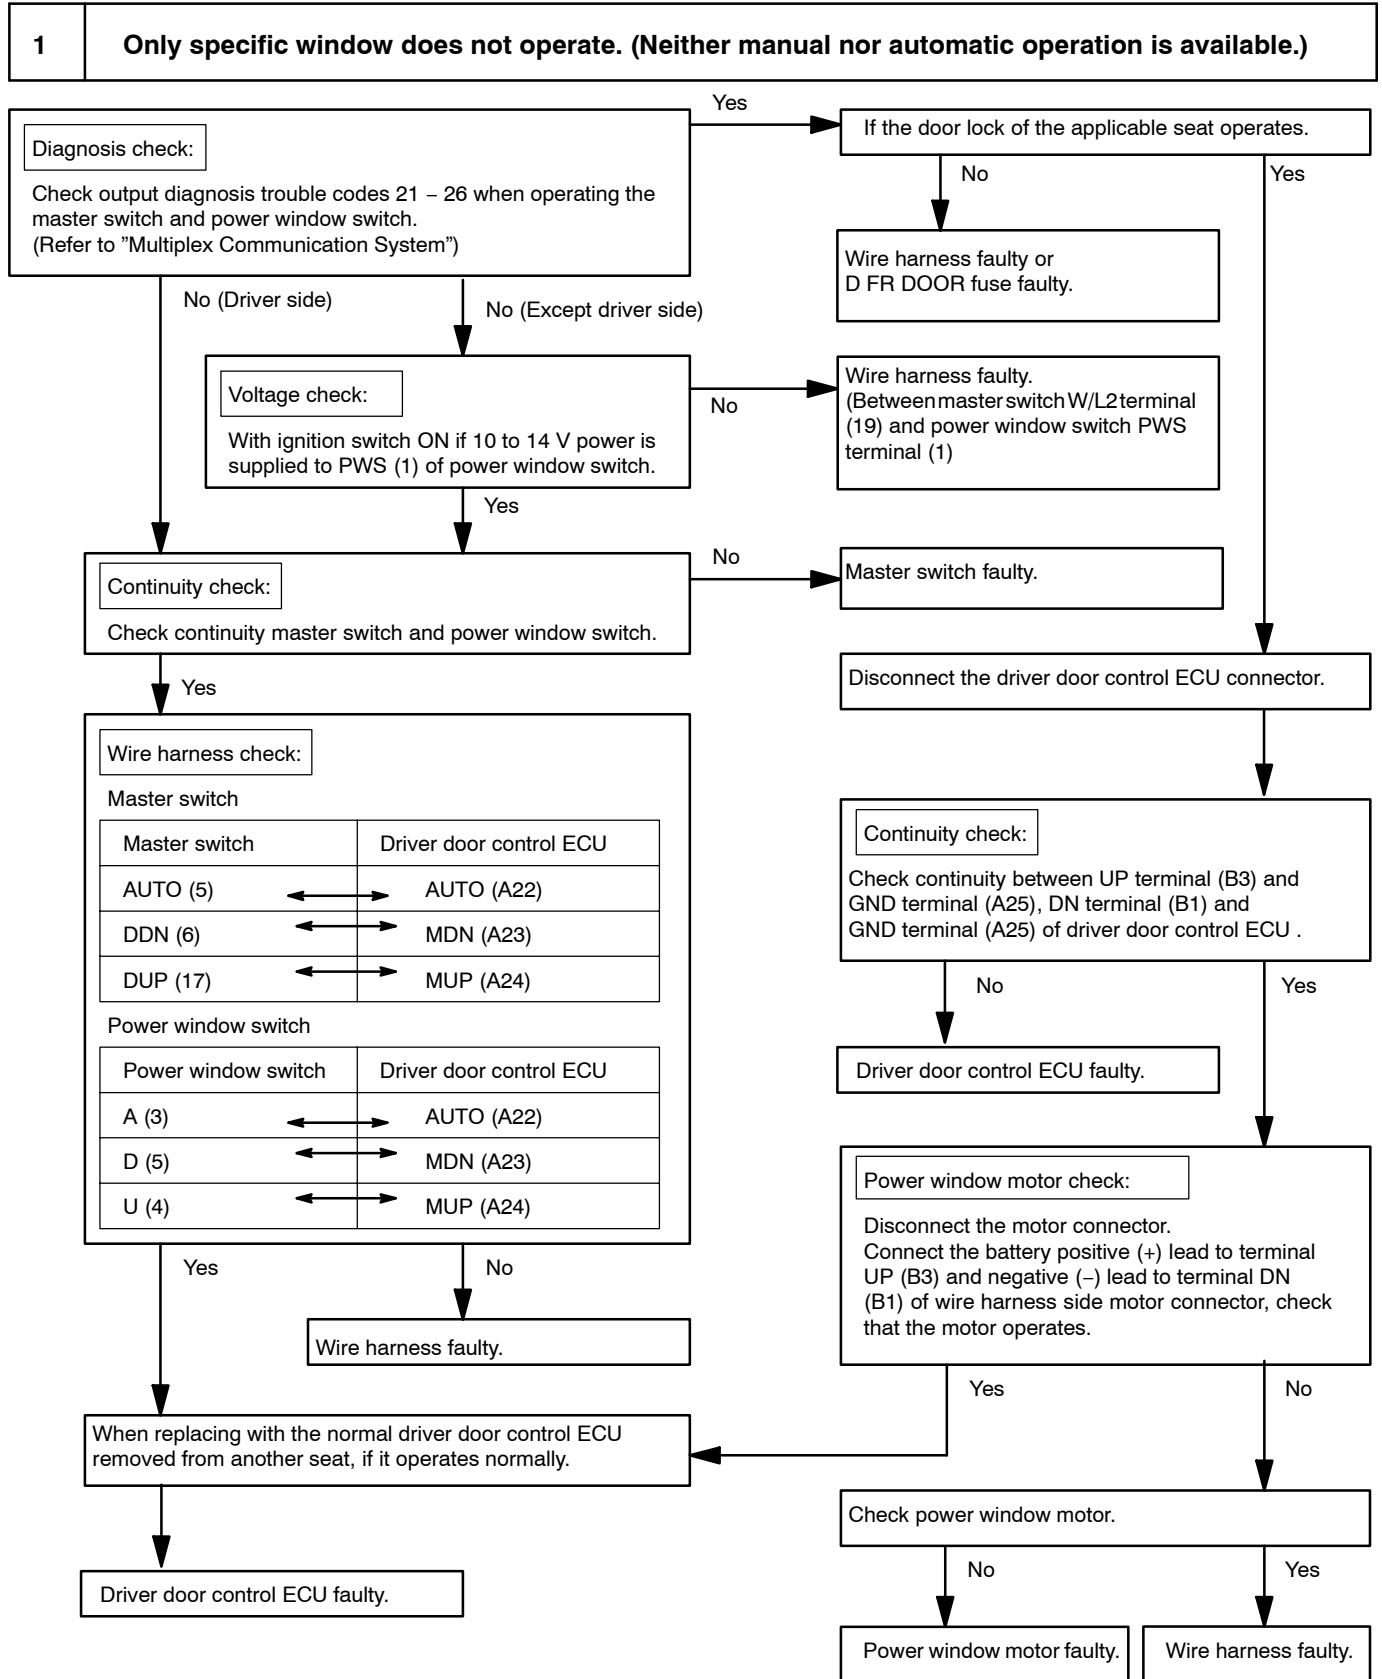 1 Only specific window does not operate. (Neither manual nor automatic operation is available.)
Diagnosis check:
Check output diagnosis trouble codes 21 – 26 when operating the
master switch and power window switch.
(Refer to ”Multiplex Communication System”)
Yes
If the door lock of the applicable seat operates.
No
Yes
Wire harness faulty or
D FR DOOR fuse faulty.
No (Driver side)
No (Except driver side)
Voltage check:
With ignition switch ON if 10 to 14 V power is
supplied to PWS (1) of power window switch.
No
Wire harness faulty.
(Between master switch W/L2 terminal
(19) and power window switch PWS
terminal (1)
Yes
Continuity check:
Check continuity master switch and power window switch.
No
Master switch faulty.
Yes
Disconnect the driver door control ECU connector.
Wire harness check:
Master switch
Master switch Driver door control ECU
AUTO (5) AUTO (A22)
DDN (6) MDN (A23)
DUP (17) MUP (A24)
Power window switch
Power window switch Driver door control ECU
A (3) AUTO (A22)
D (5) MDN (A23)
U (4) MUP (A24)
Continuity check:
Check continuity between UP terminal (B3) and
GND terminal (A25), DN terminal (B1) and
GND terminal (A25) of driver door control ECU .
No
Yes
Driver door control ECU faulty.
Power window motor check:
Disconnect the motor connector.
Connect the battery positive (+) lead to terminal
UP (B3) and negative (–) lead to terminal DN
(B1) of wire harness side motor connector, check
that the motor operates.
Yes
No
Wire harness faulty.
Yes
No
When replacing with the normal driver door control ECU
removed from another seat, if it operates normally.
Driver door control ECU faulty.
Check power window motor.
No
Yes
Power window motor faulty.
Wire harness faulty.